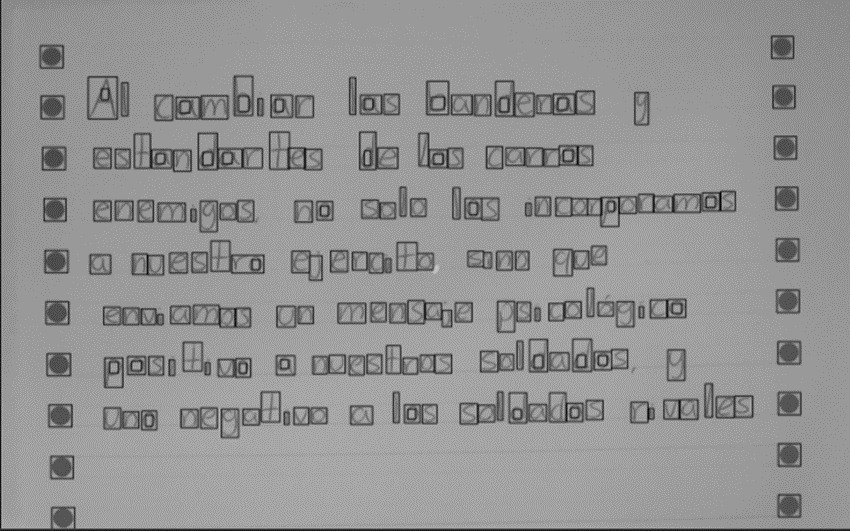 Al cambiar las banderas y
estandartes de los carros
enemigos, no solo los incorporamos
a nuestro ejercito, sino que
enviamos un mensaje psicológico
positivo a nuestros soldados, y
uno negativo a los soldados rivales